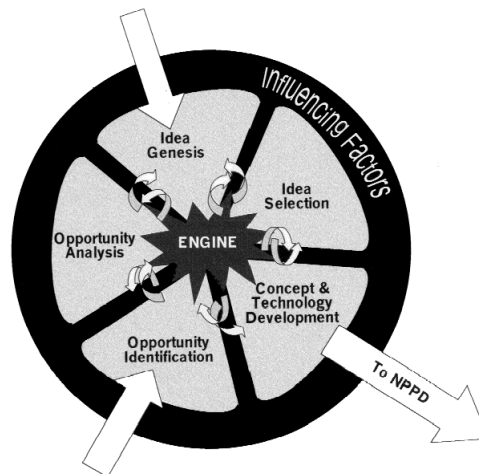 Influencing Factors
Idea
Genesis
Idea
Selection
Opportunity
Analysis
ENGINE
Concept &
Technology
Development
Opportunity
Identification
To NPPD